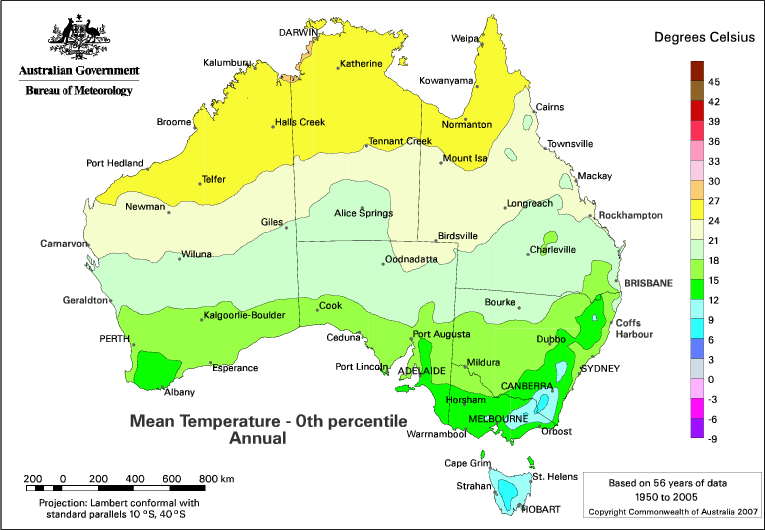 Australian Government
Bureau of Meteorology
Degrees Celsius
45
42
39
36
33
30
27
24
21
18
15
12
9
6
3
0
-3
-6
-9
DARWIN
Weipa
Kalumburu
Katherine
Kowanyama
Cairns
Broome
Halls Creek
Normanton
Tennant Creek
Townsville
Mount Isa
Port Hedland
Telfer
Mackay
Newman
Longreach
Alice Springs
Rockhampton
Giles
Birdsville
Carnarvon
Wiluna
Charleville
Oodnadatta
BRISBANE
Geraldton
Bourke
Cook
Kalgoorlie-Boulder
Coffs
Harbour
PERTH
Ceduna
Port Augusta
Dubbo
Esperance
Port Lincoln
ADELAIDE
Mildura
SYDNEY
Albany
CANBERRA
Horsham
MELBOURNE
Warrnambool
Orbost
Mean Temperature - 0th percentile
Annual
Cape Grim
St. Helens
Strahan
HOBART
200 0 200 400 600 800 km
Projection: Lambert conformal with
standard parallels 10 °S, 40 °S
Based on 56 years of data
1950 to 2005
Copyright Commonwealth of Australia 2007